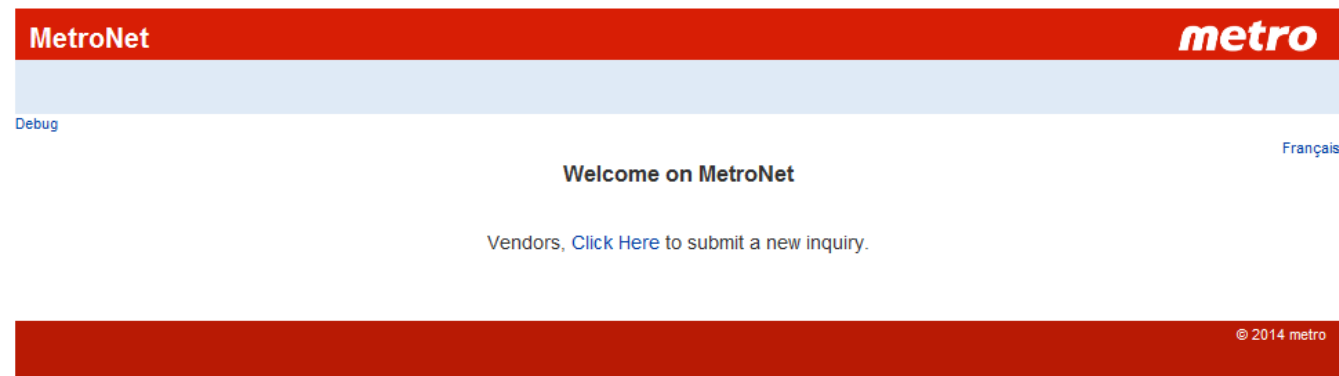 MetroNet metro
Debug
Français
Welcome on MetroNet
Vendors, Click Here to submit a new inquiry.
© 2014 metro